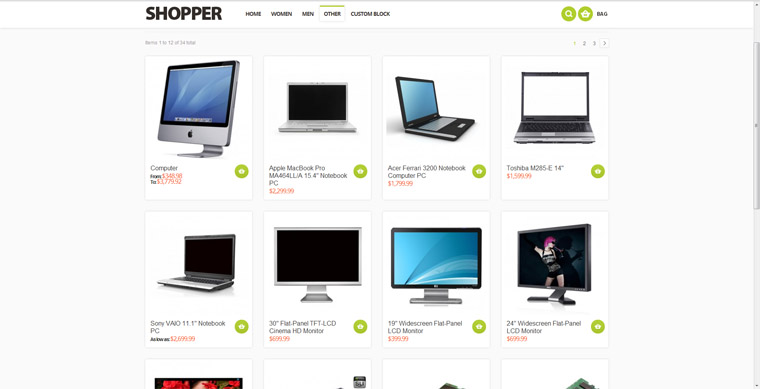 SHOPPER
HOME WOMEN MEN OTHER CUSTOM BLOCK BAG
Items 1 to 12 of 34 total 1 2 3
Computer
From: $348.98
To: $3,779.92
Apple MacBook Pro
MA464LL/A 15.4" Notebook
PC
$2,299.99
Acer Ferrari 3200 Notebook
Computer PC
$1,799.99
Toshiba M285-E 14"
$1,599.99
Sony VAIO 11.1" Notebook
PC
As low as: $2,699.99
30" Flat-Panel TFT-LCD
Cinema HD Monitor
$699.99
19" Widescreen Flat-Panel
LCD Monitor
$399.99
24" Widescreen Flat-Panel
LCD Monitor
$699.99